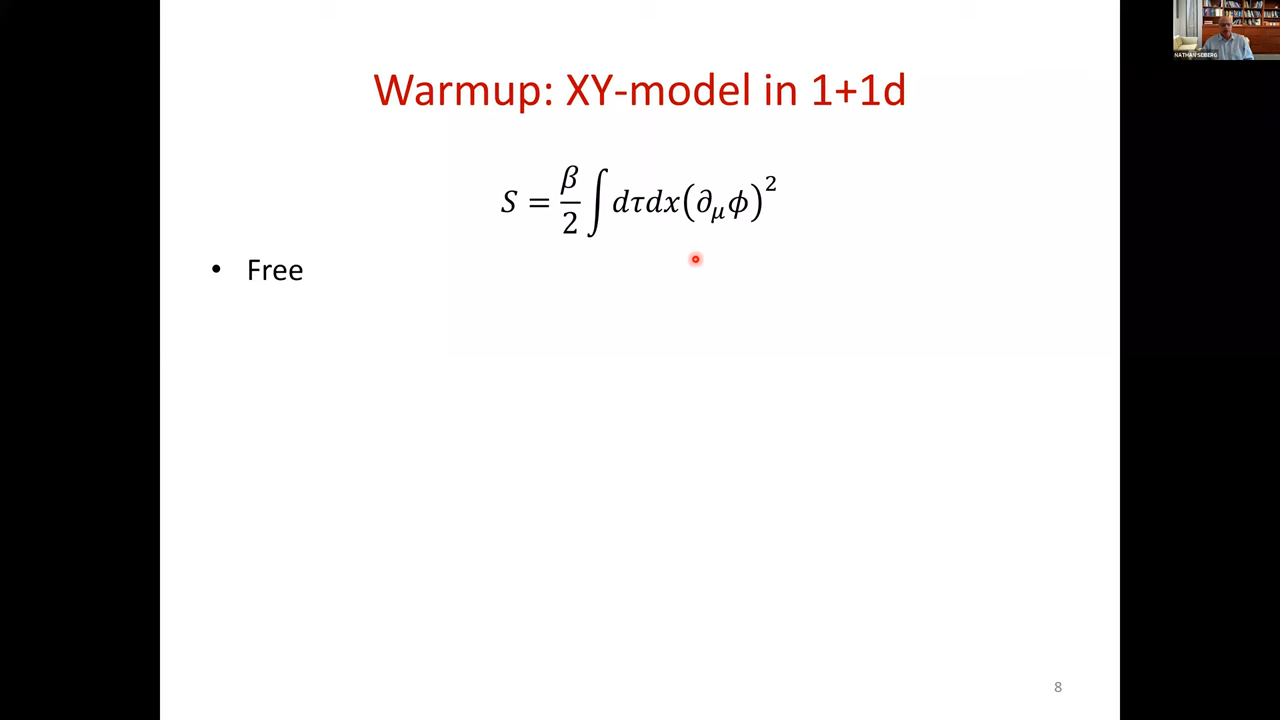 NATHAN SEIBERG
Warmup: XY-model in 1+1d
S = β/2 ∫ dτdx(∂_μϕ)²
• Free
8